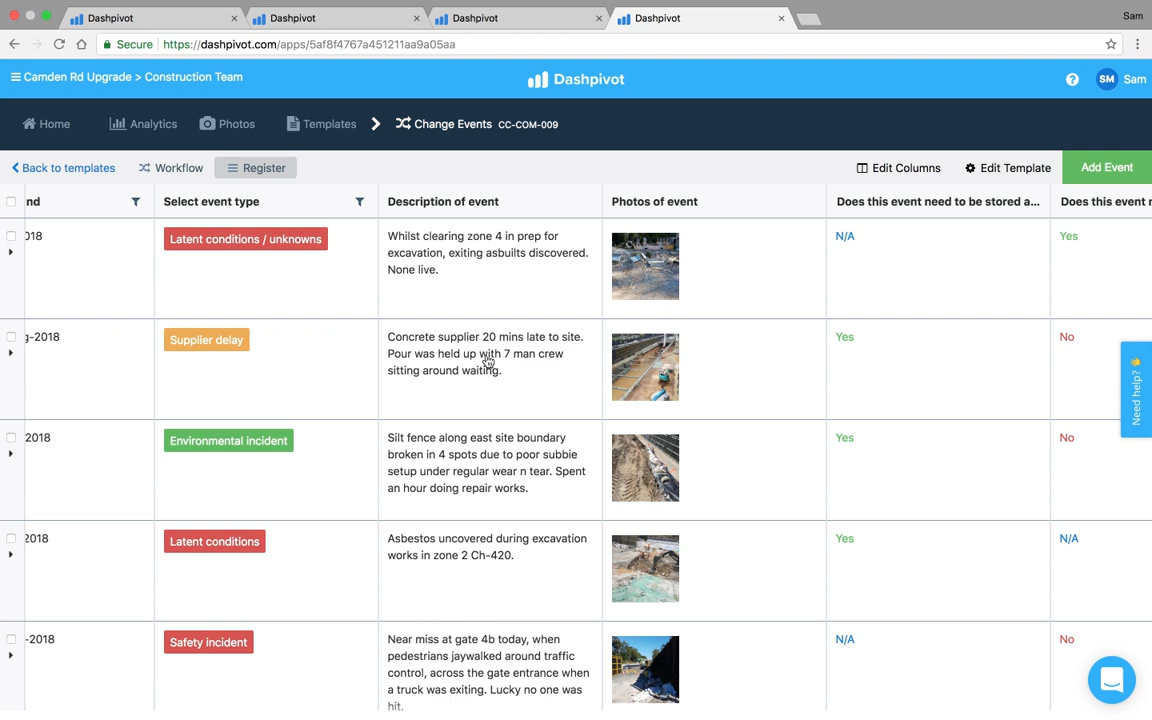 Dashpivot
Dashpivot
Dashpivot
Dashpivot
Sam
Secure https://dashpivot.com/apps/5af8f4767a451211aa9a05aa
Camden Rd Upgrade > Construction Team
Dashpivot
? SM Sam
Home Analytics Photos Templates Change Events CC-COM-009
Back to templates Workflow Register Edit Columns Edit Template Add Event
nd Select event type Description of event Photos of event Does this event need to be stored a... Does this event r
018
Latent conditions / unknowns
Whilst clearing zone 4 in prep for
excavation, exiting asbuilts discovered.
None live.
N/A
Yes
g-2018
Supplier delay
Concrete supplier 20 mins late to site.
Pour was held up with 7 man crew
sitting around waiting.
Yes
No
Need help?
2018
Environmental incident
Silt fence along east site boundary
broken in 4 spots due to poor subbie
setup under regular wear n tear. Spent
an hour doing repair works.
Yes
No
2018
Latent conditions
Asbestos uncovered during excavation
works in zone 2 Ch-420.
Yes
N/A
-2018
Safety incident
Near miss at gate 4b today, when
pedestrians jaywalked around traffic
control, across the gate entrance when
a truck was exiting. Lucky no one was
hit.
N/A
No